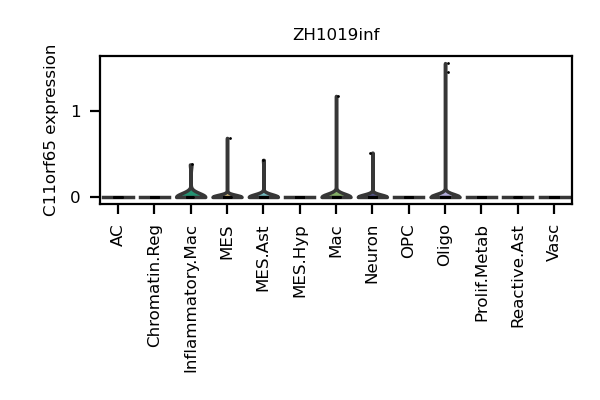 ZH1019inf
C11orf65 expression
1
0
AC
Chromatin.Reg
Inflammatory.Mac
MES
MES.Ast
MES.Hyp
Mac
Neuron
OPC
Oligo
Prolif.Metab
Reactive.Ast
Vasc